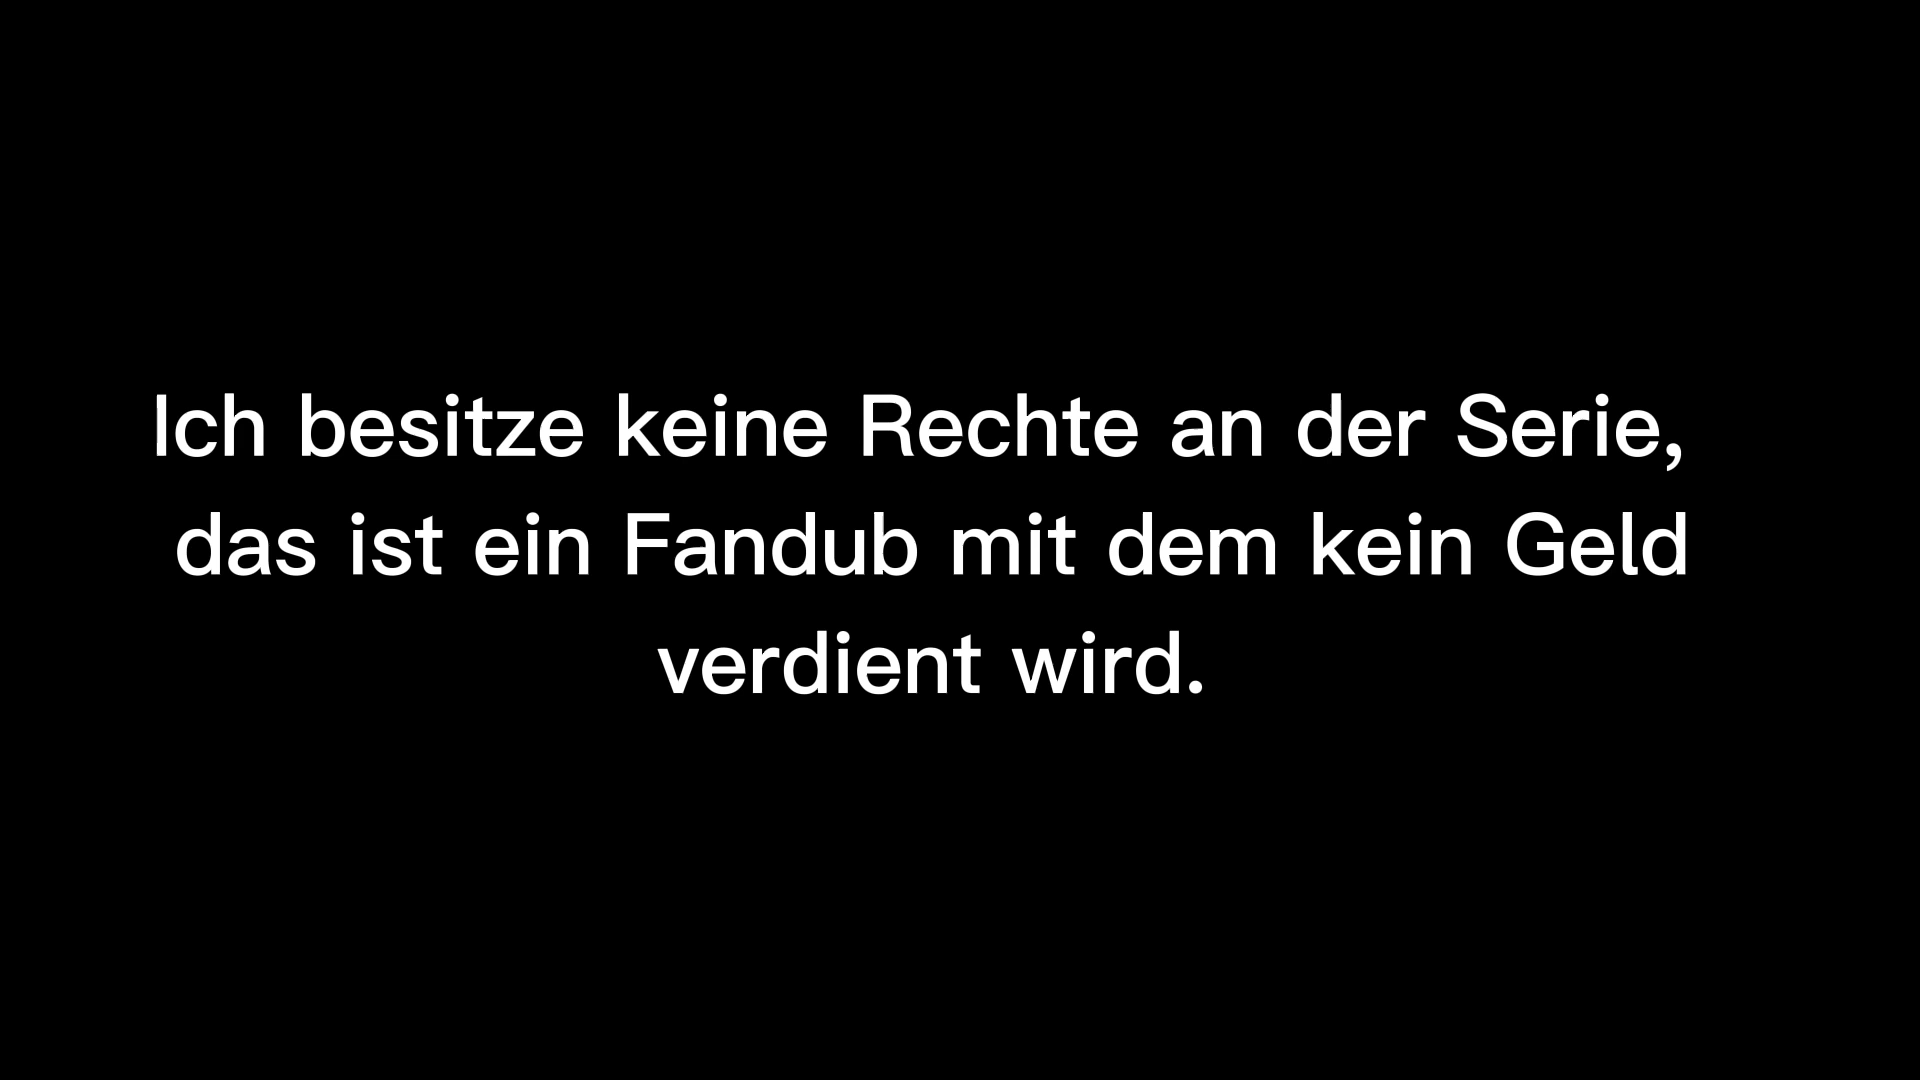 Ich besitze keine Rechte an der Serie,
das ist ein Fandub mit dem kein Geld
verdient wird.